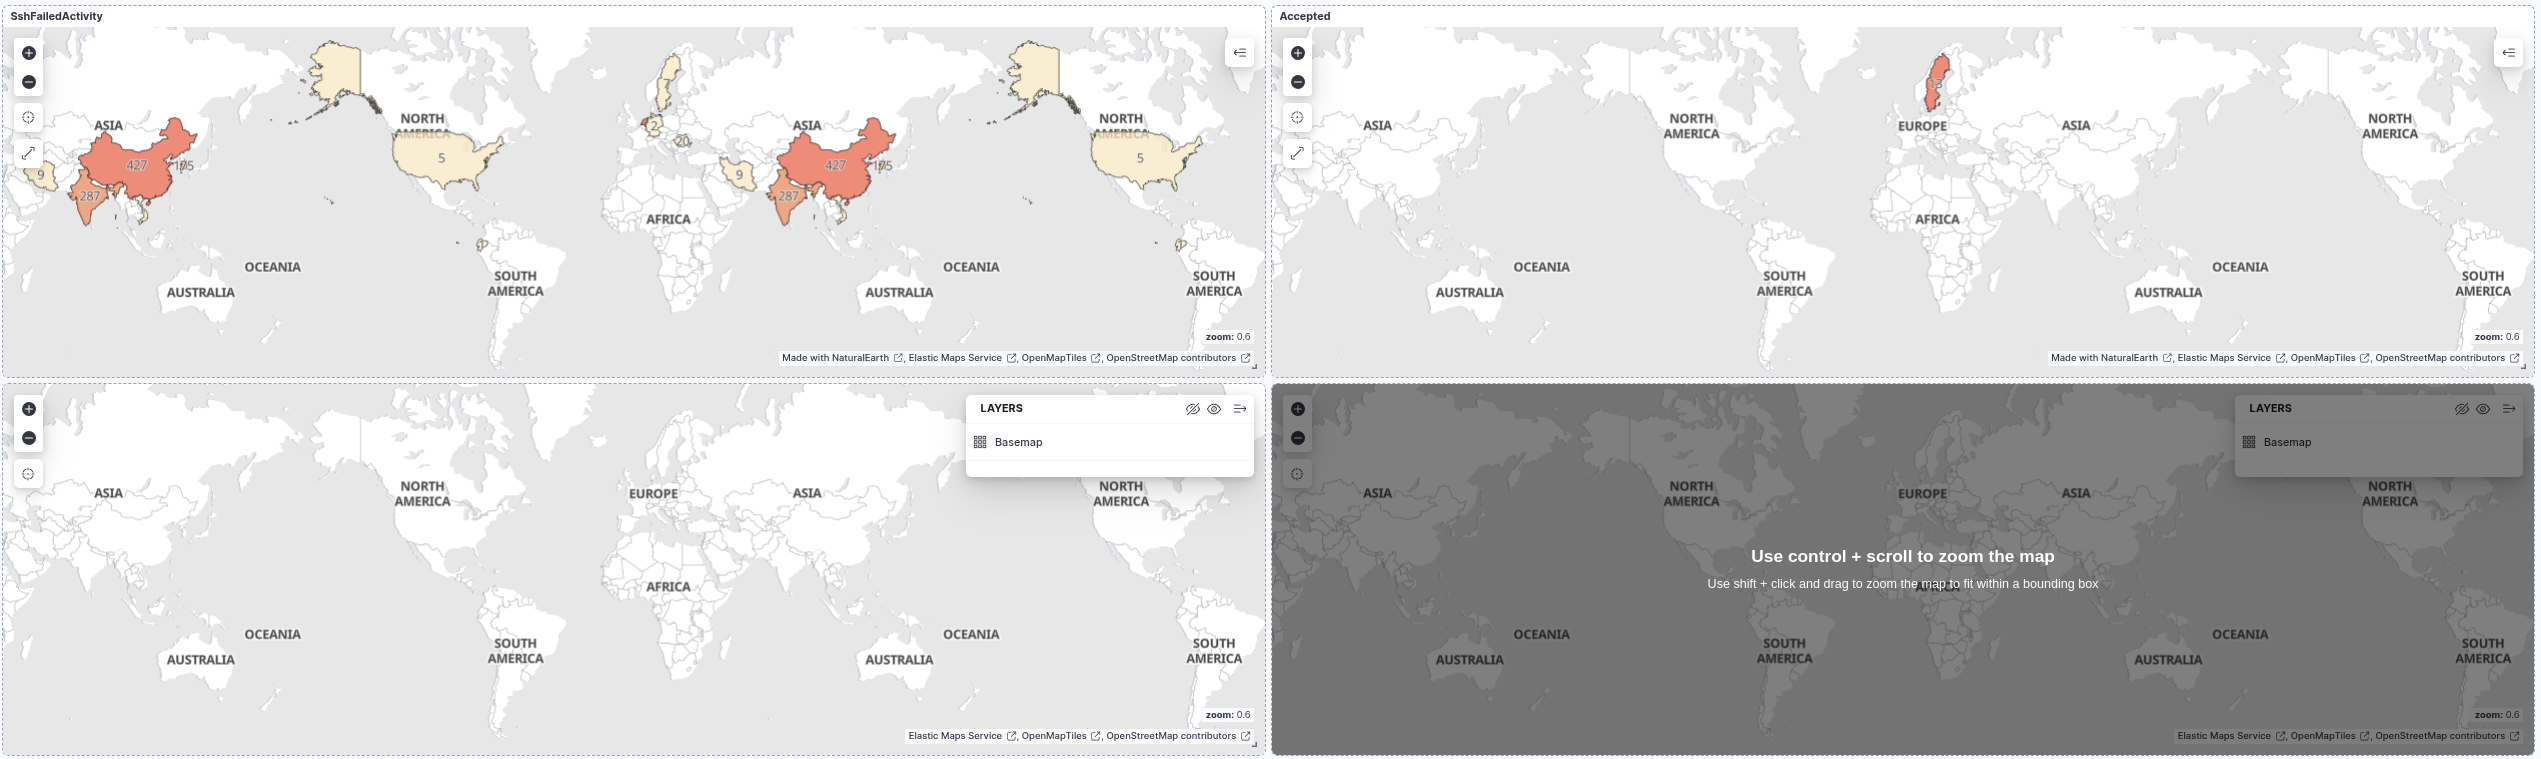 SshFailedActivity
NORTH
AMERICA
NORTH
AMERICA
ASIA
ASIA
427
427
5
5
9
9
287
287
2
20
AFRICA
OCEANIA
OCEANIA
SOUTH
AMERICA
SOUTH
AMERICA
AUSTRALIA
AUSTRALIA
zoom: 0.6
Made with NaturalEarth, Elastic Maps Service, OpenMapTiles, OpenStreetMap contributors
Accepted
13
NORTH
AMERICA
NORTH
AMERICA
ASIA
EUROPE
ASIA
AFRICA
OCEANIA
OCEANIA
SOUTH
AMERICA
SOUTH
AMERICA
AUSTRALIA
AUSTRALIA
zoom: 0.6
Made with NaturalEarth, Elastic Maps Service, OpenMapTiles, OpenStreetMap contributors
LAYERS
Basemap
NORTH
AMERICA
NORTH
AMERICA
ASIA
EUROPE
ASIA
AFRICA
OCEANIA
OCEANIA
SOUTH
AMERICA
SOUTH
AMERICA
AUSTRALIA
AUSTRALIA
zoom: 0.6
Elastic Maps Service, OpenMapTiles, OpenStreetMap contributors
LAYERS
Basemap
NORTH
AMERICA
NORTH
AMERICA
ASIA
EUROPE
ASIA
Use control + scroll to zoom the map
Use shift + click and drag to zoom the map to fit within a bounding box
AFRICA
OCEANIA
OCEANIA
SOUTH
AMERICA
SOUTH
AMERICA
AUSTRALIA
AUSTRALIA
zoom: 0.6
Elastic Maps Service, OpenMapTiles, OpenStreetMap contributors